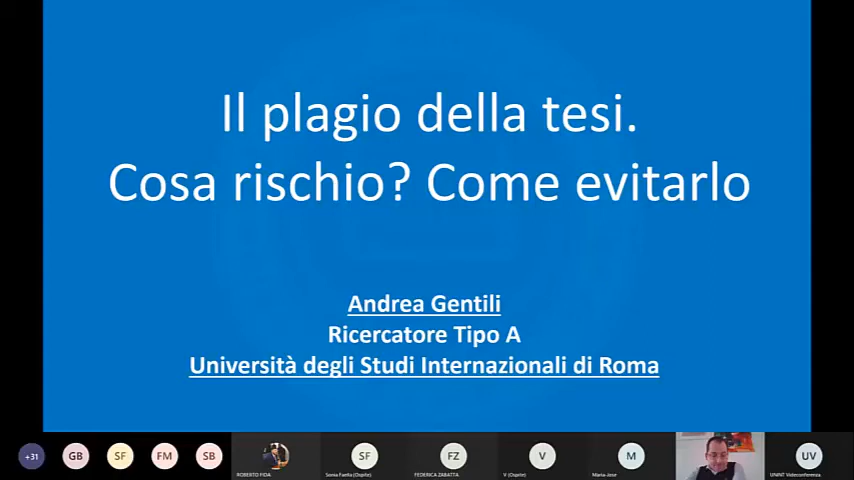 Il plagio della tesi.
Cosa rischio? Come evitarlo
Andrea Gentili
Ricercatore Tipo A
Università degli Studi Internazionali di Roma
+31
GB
SF
FM
SB
ROBERTO FIDA
SF
Sonia Faella (Ospite)
FZ
FEDERICA ZABATTA
V
V (Ospite)
M
Maria-Jose
UV
UNINT Videoconferenza